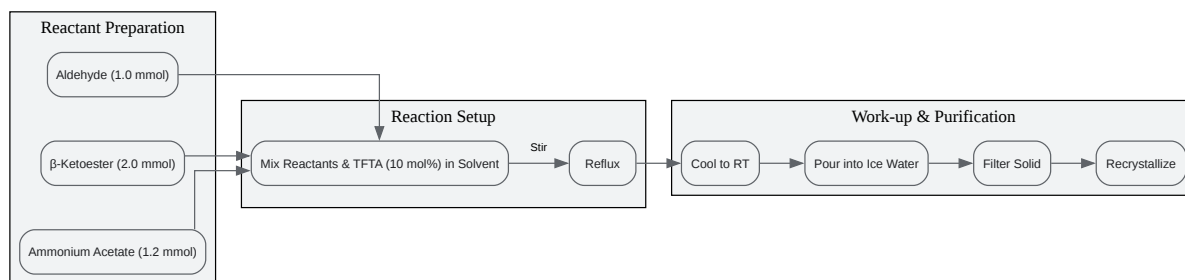 Reactant Preparation
Aldehyde (1.0 mmol)
β-Ketoester (2.0 mmol)
Ammonium Acetate (1.2 mmol)
Reaction Setup
Mix Reactants & TFTA (10 mol%) in Solvent
Stir
Reflux
Work-up & Purification
Cool to RT
Pour into Ice Water
Filter Solid
Recrystallize